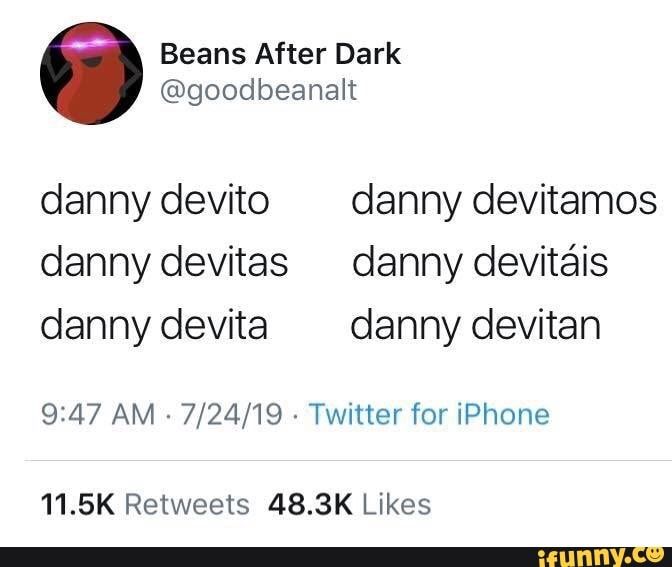 Beans After Dark
@goodbeanalt
danny devito danny devitamos
danny devitas danny devitáis
danny devita danny devitan
9:47 AM · 7/24/19 · Twitter for iPhone
11.5K Retweets 48.3K Likes
ifunny.co